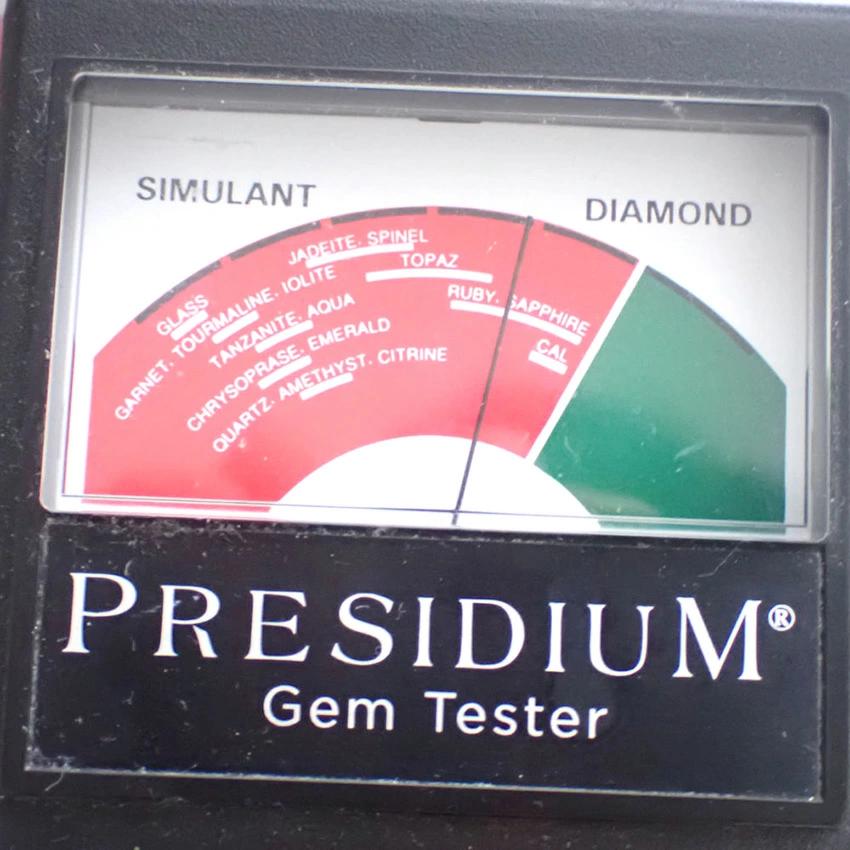 SIMULANT
DIAMOND
JADEITE. SPINEL
TOPAZ
GLASS
GARNET. TOURMALINE. IOLITE
RUBY. SAPPHIRE
TANZANITE. AQUA
CAL
CHRYSOPRASE. EMERALD
QUARTZ. AMETHYST. CITRINE
PRESIDIUM®
Gem Tester